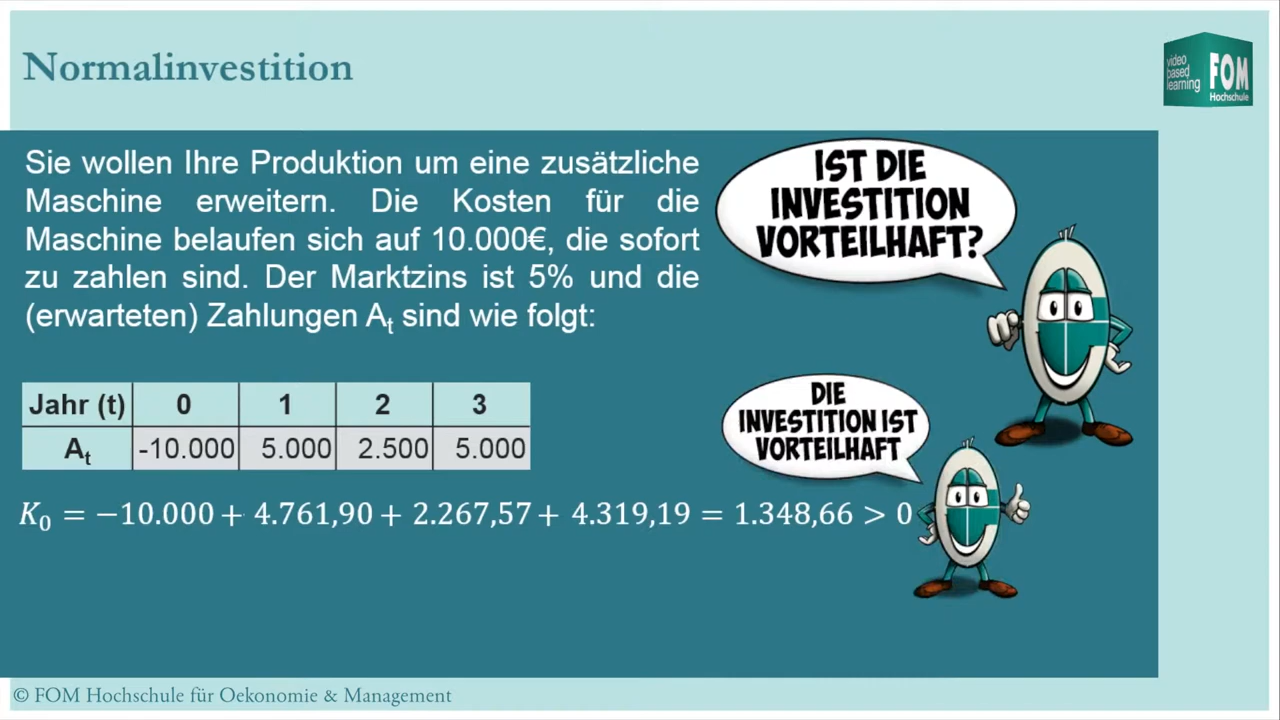 Normalinvestition
video
based
learning
FOM
Hochschule
Sie wollen Ihre Produktion um eine zusätzliche
Maschine erweitern. Die Kosten für die
Maschine belaufen sich auf 10.000€, die sofort
zu zahlen sind. Der Marktzins ist 5% und die
(erwarteten) Zahlungen Aₜ sind wie folgt:
IST DIE
INVESTITION
VORTEILHAFT?
Jahr (t) 0 1 2 3
Aₜ -10.000 5.000 2.500 5.000
DIE
INVESTITION IST
VORTEILHAFT
K₀ = −10.000 + 4.761,90 + 2.267,57 + 4.319,19 = 1.348,66 > 0
© FOM Hochschule für Oekonomie & Management